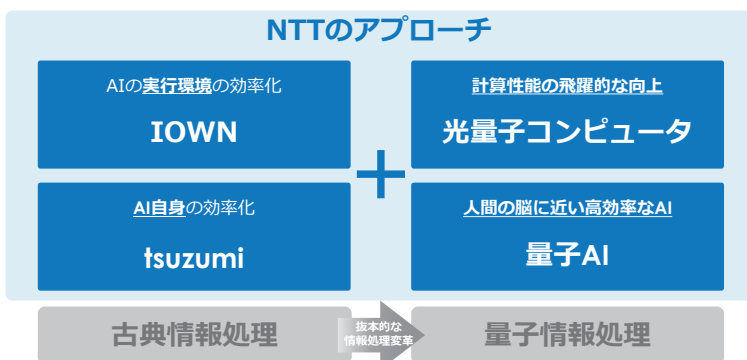 NTTのアプローチ
AIの実行環境の効率化
IOWN
計算性能の飛躍的な向上
光量子コンピュータ
+
AI自身の効率化
tsuzumi
人間の脳に近い高効率なAI
量子AI
古典情報処理
抜本的な
情報処理変革
量子情報処理